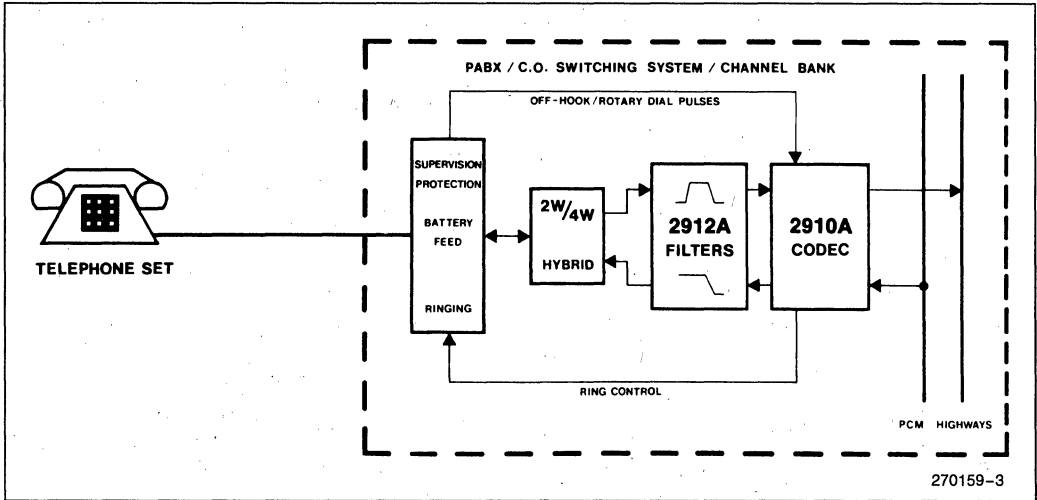 PABX / C.O. SWITCHING SYSTEM / CHANNEL BANK
OFF-HOOK/ROTARY DIAL PULSES
SUPERVISION
PROTECTION
BATTERY
FEED
RINGING
2W/4W
HYBRID
2912A
FILTERS
2910A
CODEC
TELEPHONE SET
RING CONTROL
PCM HIGHWAYS
270159-3